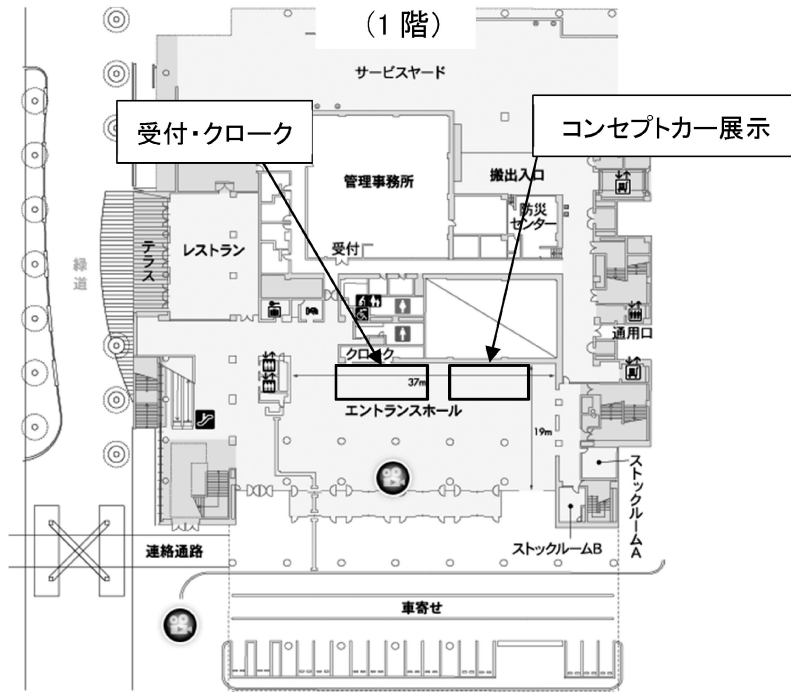 （1 階）
サービスヤード
受付・クローク
コンセプトカー展示
管理事務所
搬出入口
防災
センター
テラス
レストラン
受付
緑道
通用口
クローク
37m
エントランスホール
19m
ストックルームA
ストックルームB
連絡通路
車寄せ